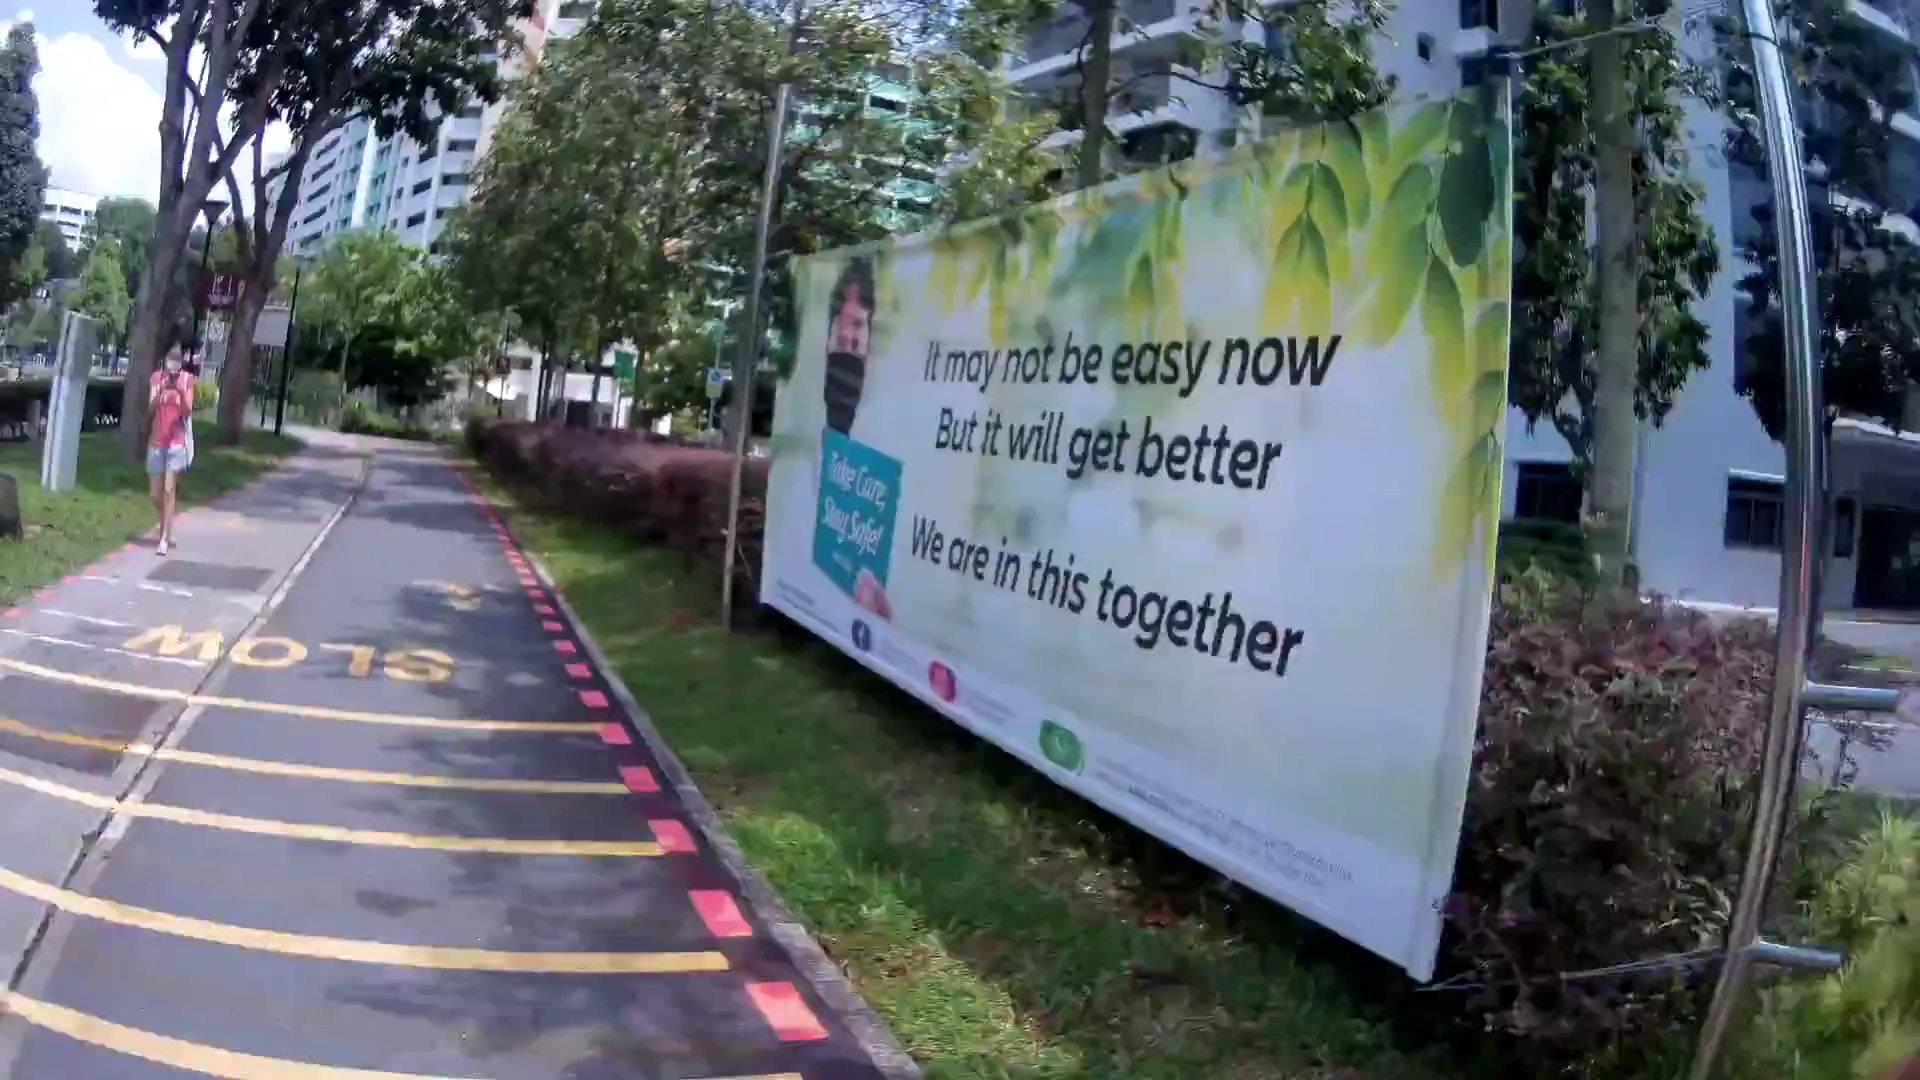 It may not be easy now
But it will get better
We are in this together
Take Care,
Stay Safe!
SLOW